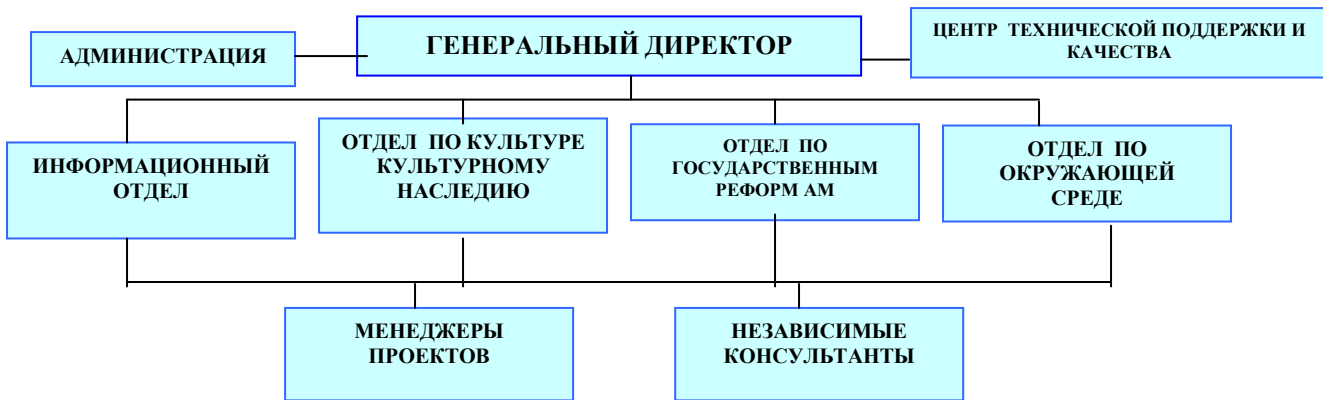 АДМИНИСТРАЦИЯ
ГЕНЕРАЛЬНЫЙ ДИРЕКТОР
ЦЕНТР ТЕХНИЧЕСКОЙ ПОДДЕРЖКИ И
КАЧЕСТВА
ИНФОРМАЦИОННЫЙ
ОТДЕЛ
ОТДЕЛ ПО КУЛЬТУРЕ
КУЛЬТУРНОМУ
НАСЛЕДИЮ
ОТДЕЛ ПО
ГОСУДАРСТВЕННЫМ
РЕФОРМ АМ
ОТДЕЛ ПО
ОКРУЖАЮЩЕЙ
СРЕДЕ
МЕНЕДЖЕРЫ
ПРОЕКТОВ
НЕЗАВИСИМЫЕ
КОНСУЛЬТАНТЫ